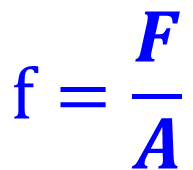 f = F/A